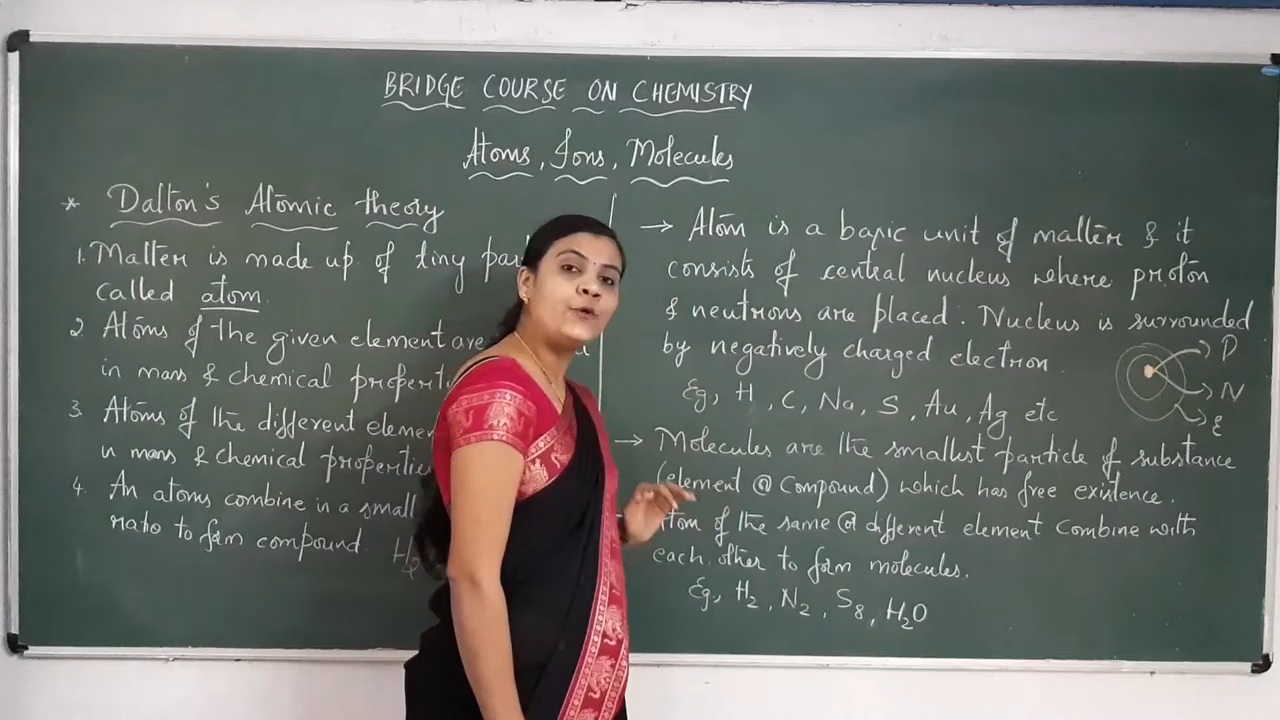 BRIDGE COURSE ON CHEMISTRY
Atoms, Ions, Molecules
* Dalton's Atomic theory
1. Matter is made up of tiny
called atom.
2. Atoms of the given element are
in mass & chemical
3. Atoms of the different
in mass & chemical
4. An atoms combine in a small
ratio to form compound. H2
→ Atom is a basic unit of matter & it
consists of central nucleus where proton
& neutrons are placed. Nucleus is surrounded
by negatively charged electron.
Eg, H, C, Na, S, Au, Ag etc
P
N
E
→ Molecules are the smallest particle of substance
(element @ Compound) which has free existence.
Atom of the same @ different element combine with
each other to form molecules.
Eg, H2, N2, S8, H2O